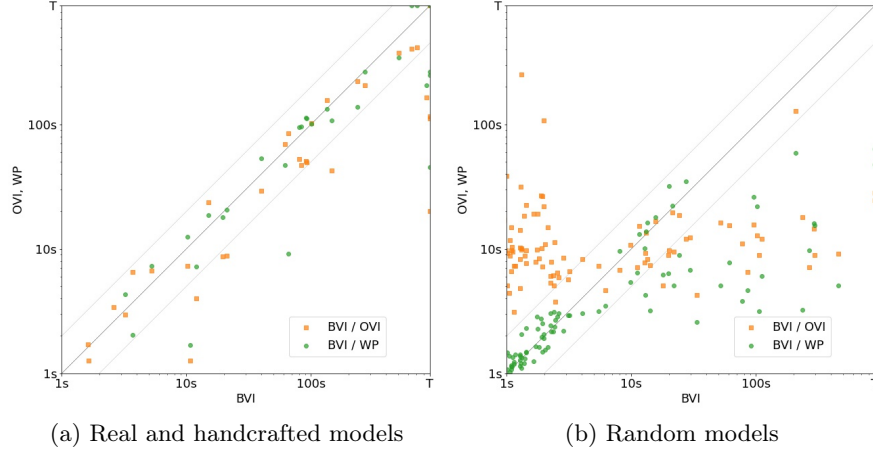 T
100s
10s
1s
OVI, WP
1s
10s
100s
T
BVI
BVI / OVI
BVI / WP
(a) Real and handcrafted models
T
100s
10s
1s
OVI, WP
1s
10s
100s
T
BVI
BVI / OVI
BVI / WP
(b) Random models